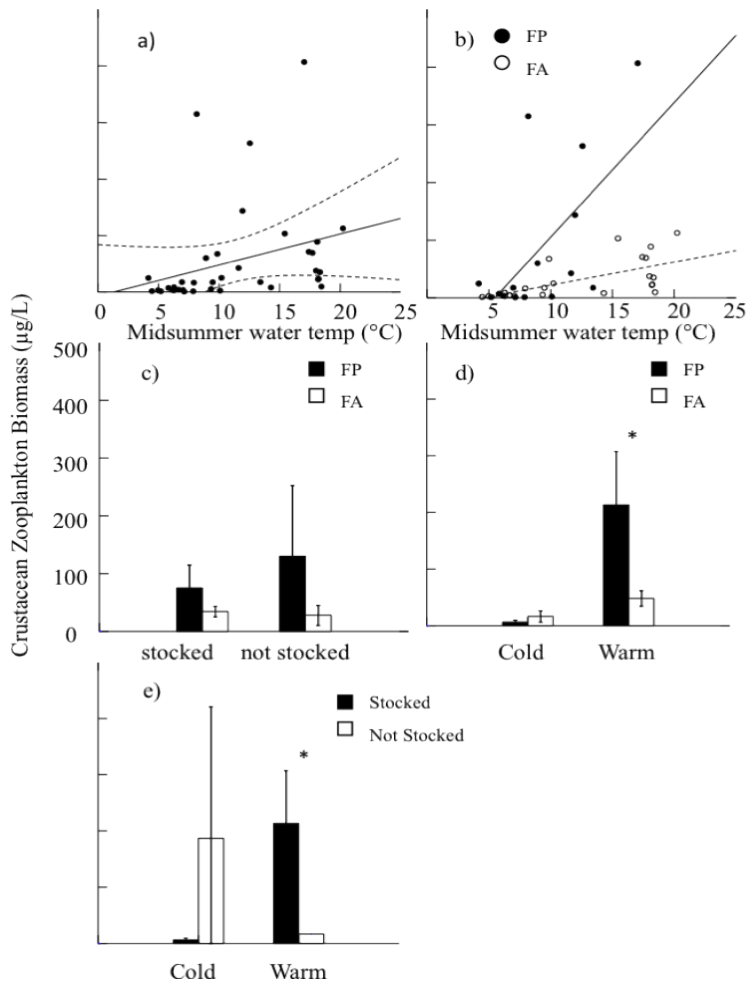 a)
0 5 10 15 20 25
Midsummer water temp (°C)
b)
FP
FA
5 10 15 20 25
Midsummer water temp (°C)
Crustacean Zooplankton Biomass (µg/L)
c)
FP
FA
500
400
300
200
100
0
stocked not stocked
d)
FP
FA
*
Cold Warm
e)
Stocked
Not Stocked
*
Cold Warm